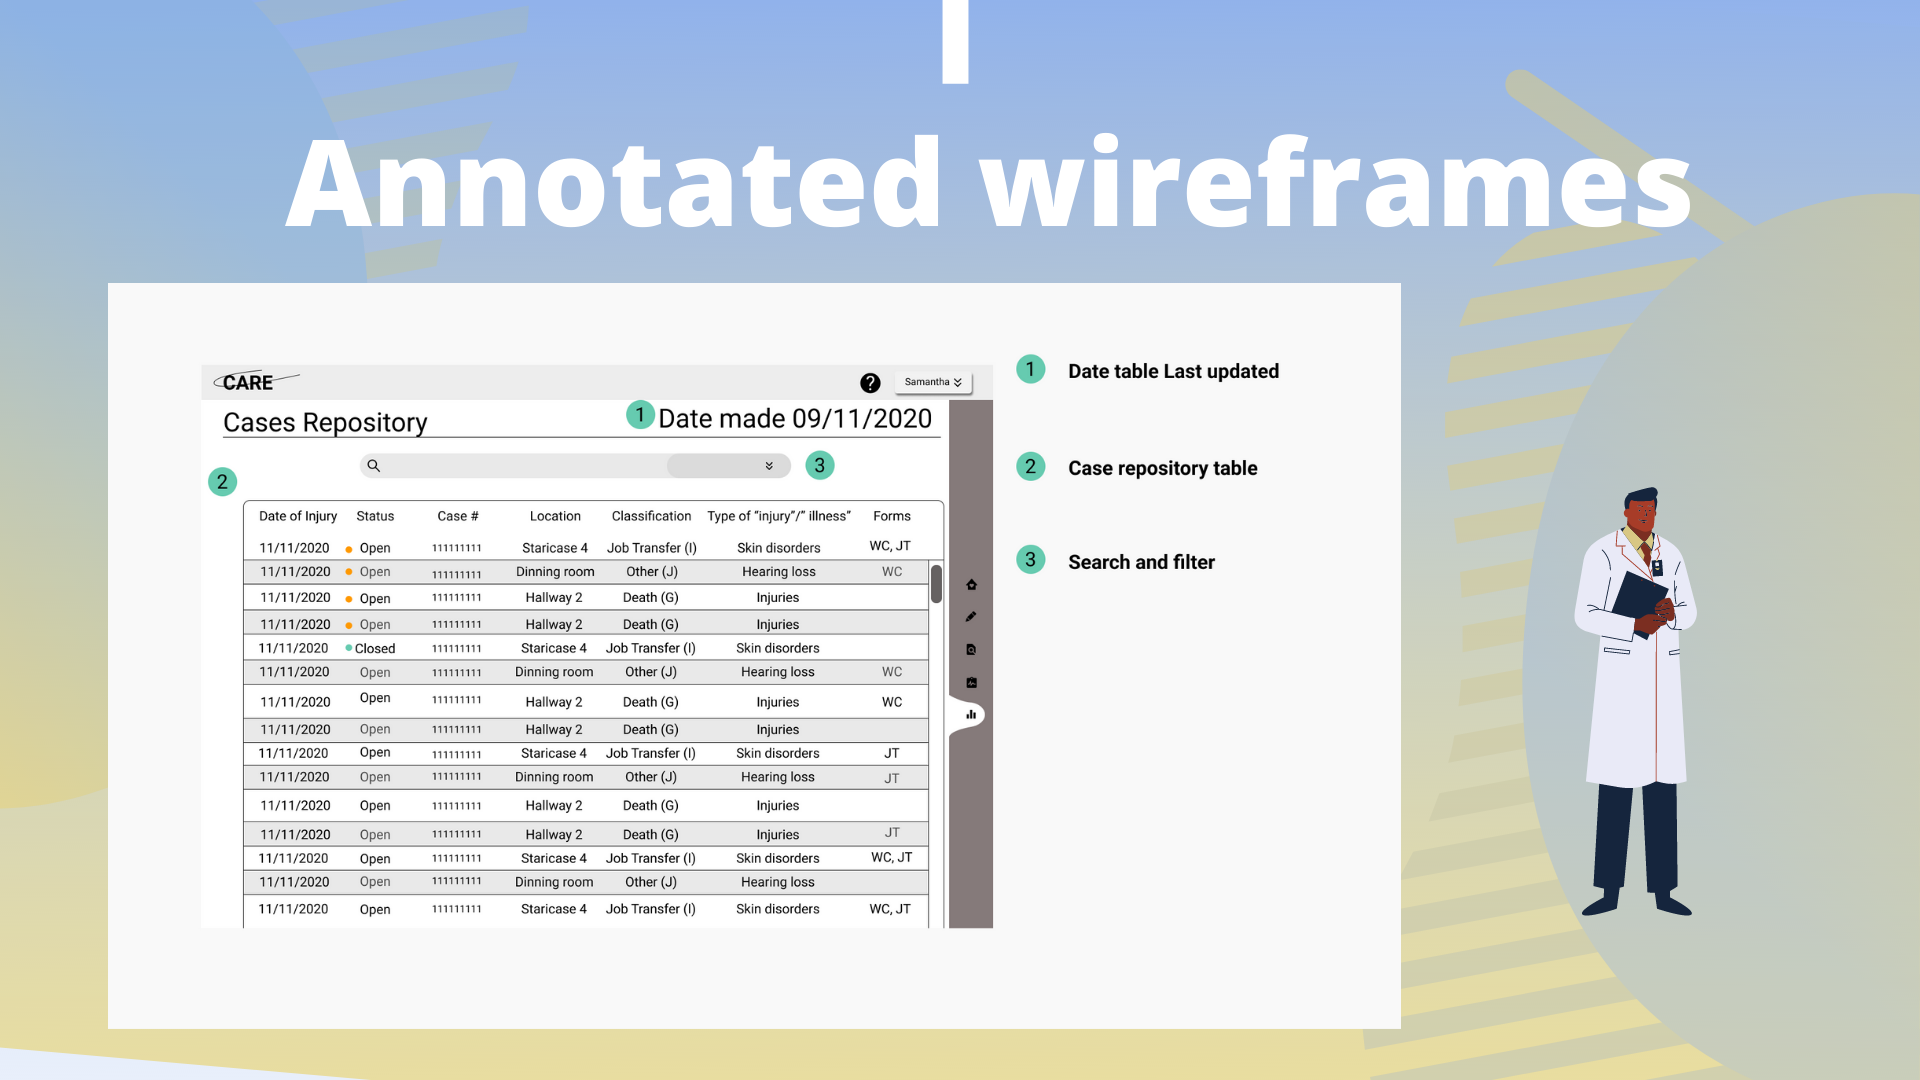 Annotated wireframes
CARE
?
Samantha
Cases Repository
1 Date made 09/11/2020
3
2
Date of Injury Status Case # Location Classification Type of “injury”/“ illness” Forms
11/11/2020 Open 111111111 Staricase 4 Job Transfer (I) Skin disorders WC, JT
11/11/2020 Open 111111111 Dinning room Other (J) Hearing loss WC
11/11/2020 Open 111111111 Hallway 2 Death (G) Injuries
11/11/2020 Open 111111111 Hallway 2 Death (G) Injuries
11/11/2020 Closed 111111111 Staricase 4 Job Transfer (I) Skin disorders
11/11/2020 Open 111111111 Dinning room Other (J) Hearing loss WC
11/11/2020 Open 111111111 Hallway 2 Death (G) Injuries WC
11/11/2020 Open 111111111 Hallway 2 Death (G) Injuries
11/11/2020 Open 111111111 Staricase 4 Job Transfer (I) Skin disorders JT
11/11/2020 Open 111111111 Dinning room Other (J) Hearing loss JT
11/11/2020 Open 111111111 Hallway 2 Death (G) Injuries
11/11/2020 Open 111111111 Hallway 2 Death (G) Injuries JT
11/11/2020 Open 111111111 Staricase 4 Job Transfer (I) Skin disorders WC, JT
11/11/2020 Open 111111111 Dinning room Other (J) Hearing loss
11/11/2020 Open 111111111 Staricase 4 Job Transfer (I) Skin disorders WC, JT
1 Date table Last updated
2 Case repository table
3 Search and filter